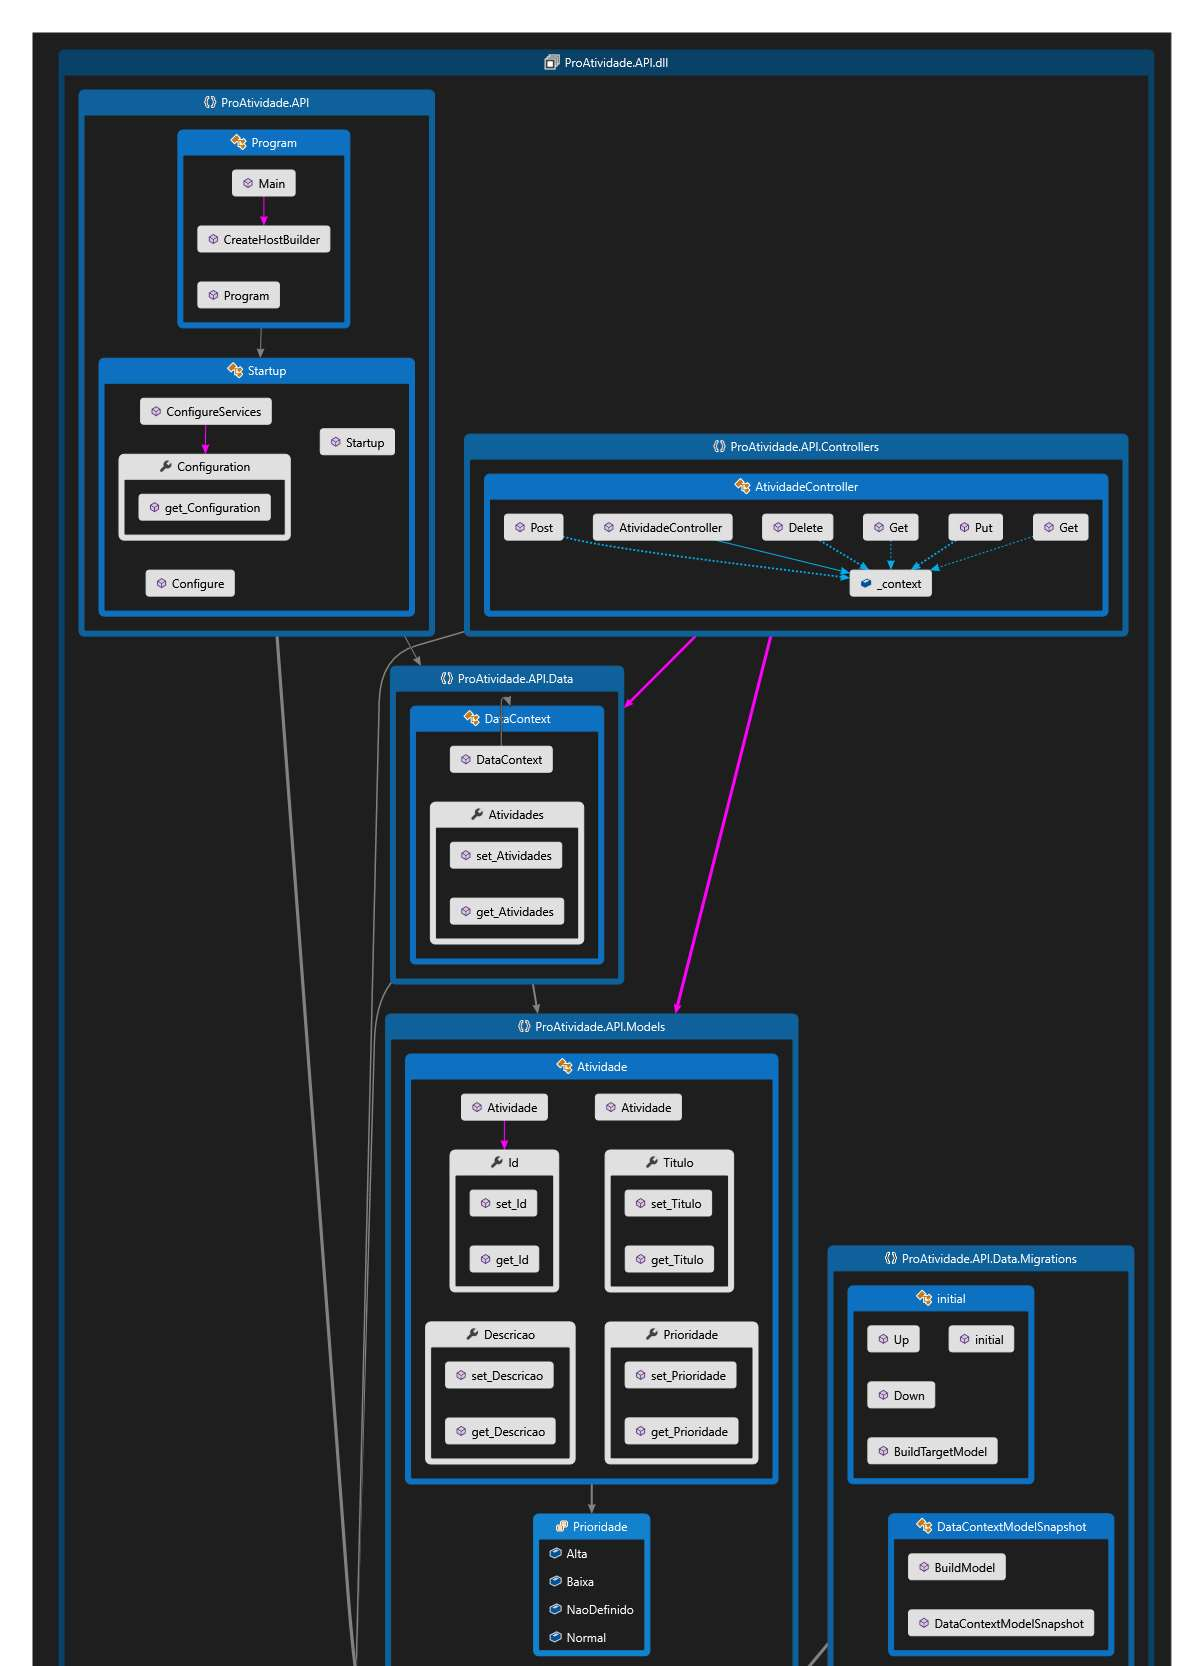 ProAtividade.API.dll
ProAtividade.API
Program
Main
CreateHostBuilder
Program
Startup
ConfigureServices
Startup
Configuration
get_Configuration
Configure
ProAtividade.API.Controllers
AtividadeController
Post
AtividadeController
Delete
Get
Put
Get
_context
ProAtividade.API.Data
DataContext
DataContext
Atividades
set_Atividades
get_Atividades
ProAtividade.API.Models
Atividade
Atividade
Atividade
Id
set_Id
get_Id
Titulo
set_Titulo
get_Titulo
Descricao
set_Descricao
get_Descricao
Prioridade
set_Prioridade
get_Prioridade
Prioridade
Alta
Baixa
NaoDefinido
Normal
ProAtividade.API.Data.Migrations
initial
Up
initial
Down
BuildTargetModel
DataContextModelSnapshot
BuildModel
DataContextModelSnapshot